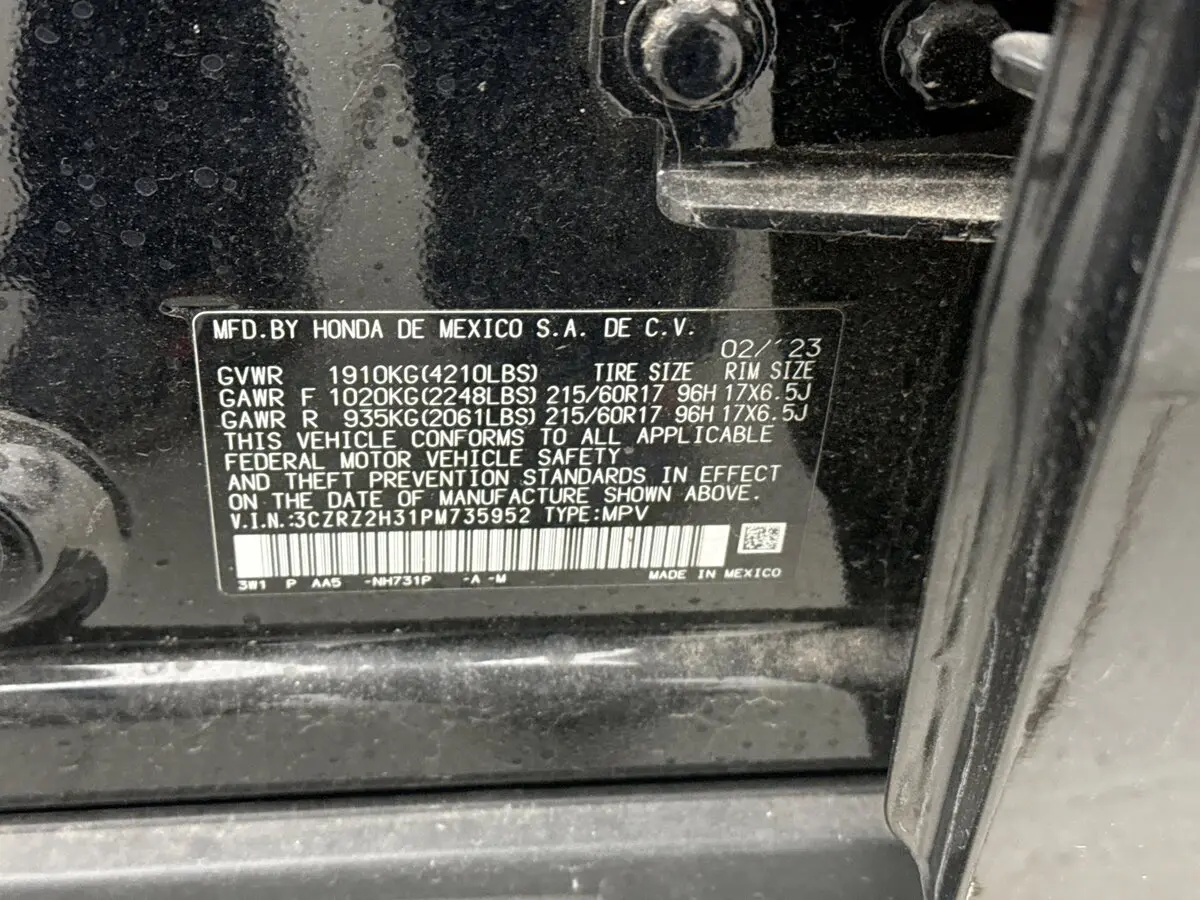 MFD.BY HONDA DE MEXICO S.A. DE C.V.
02/'23
GVWR 1910KG(4210LBS) TIRE SIZE RIM SIZE
GAWR F 1020KG(2248LBS) 215/60R17 96H 17X6.5J
GAWR R 935KG(2061LBS) 215/60R17 96H 17X6.5J
THIS VEHICLE CONFORMS TO ALL APPLICABLE
FEDERAL MOTOR VEHICLE SAFETY
AND THEFT PREVENTION STANDARDS IN EFFECT
ON THE DATE OF MANUFACTURE SHOWN ABOVE.
V.I.N.:3CZRZ2H31PM735952 TYPE:MPV
3W1 P AA5 -NH731P -A -M MADE IN MEXICO